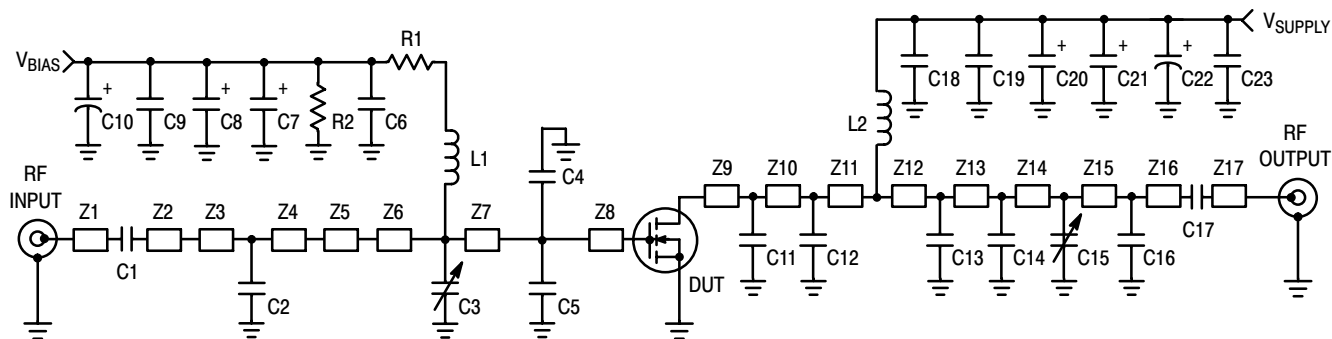 V_BIAS
R1
+
+
+
C10
C9
C8
C7
R2
C6
L1
C4
RF
INPUT
Z1
Z2
Z3
Z4
Z5
Z6
Z7
Z8
C1
C2
C3
C5
DUT
V_SUPPLY
+
+
+
C18
C19
C20
C21
C22
C23
L2
RF
OUTPUT
Z9
Z10
Z11
Z12
Z13
Z14
Z15
Z16
Z17
C17
C11
C12
C13
C14
C15
C16